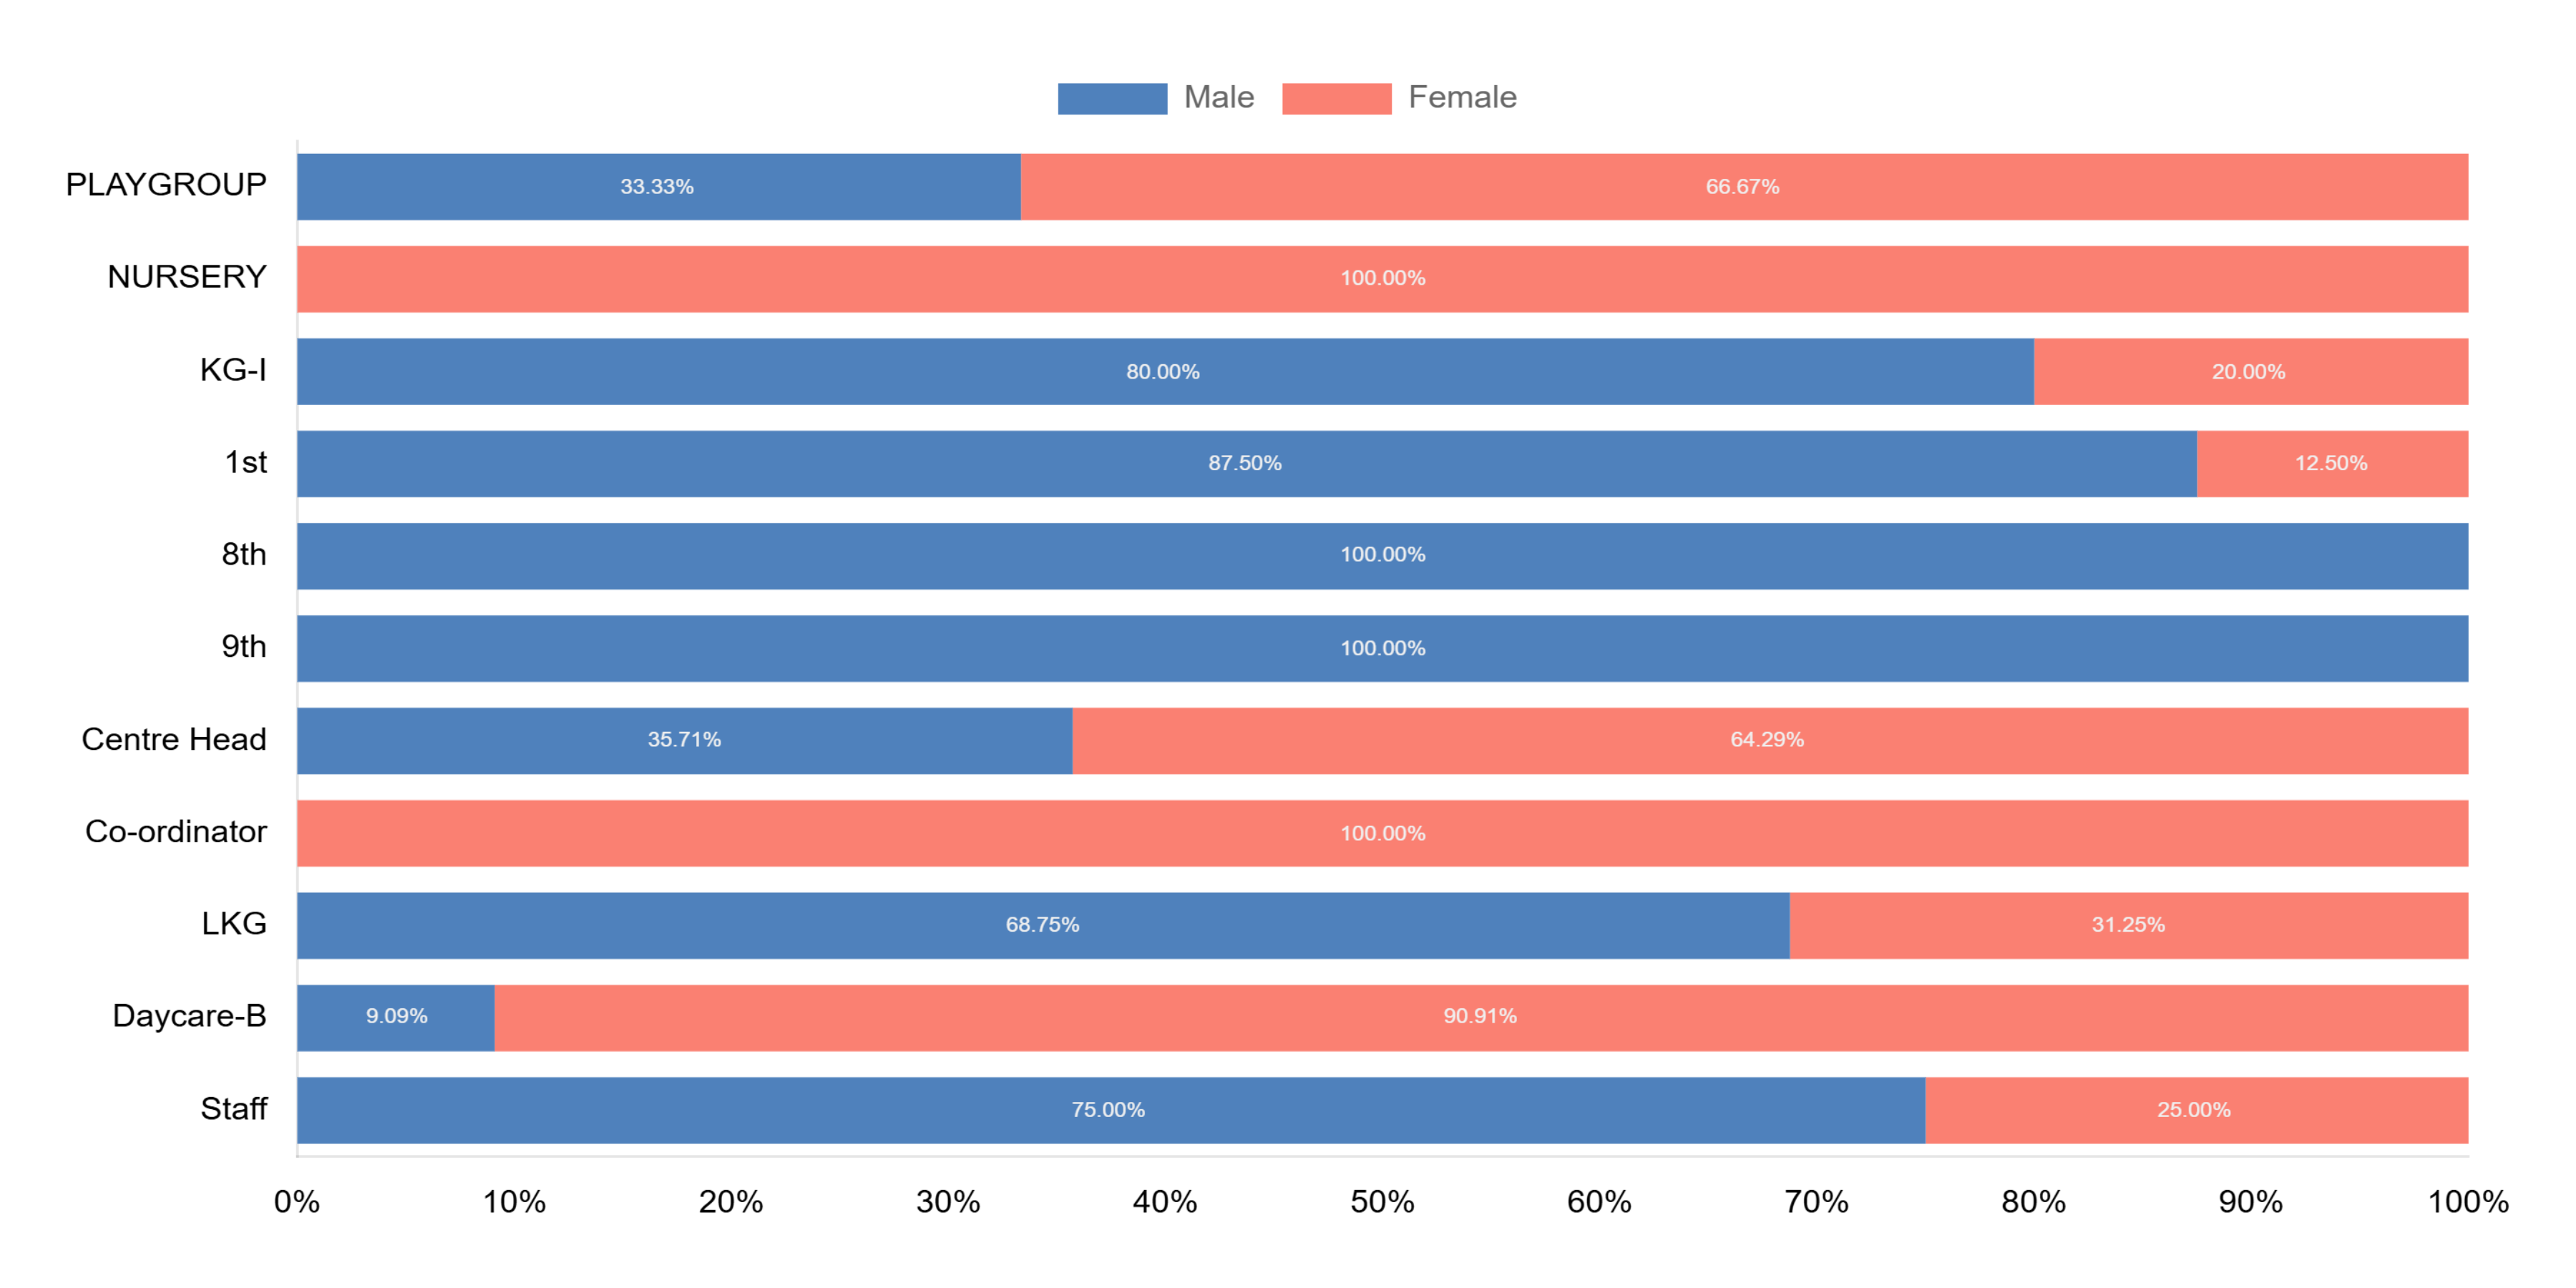 Male Female
PLAYGROUP 33.33% 66.67%
NURSERY 100.00%
KG-I 80.00% 20.00%
1st 87.50% 12.50%
8th 100.00%
9th 100.00%
Centre Head 35.71% 64.29%
Co-ordinator 100.00%
LKG 68.75% 31.25%
Daycare-B 9.09% 90.91%
Staff 75.00% 25.00%
0% 10% 20% 30% 40% 50% 60% 70% 80% 90% 100%